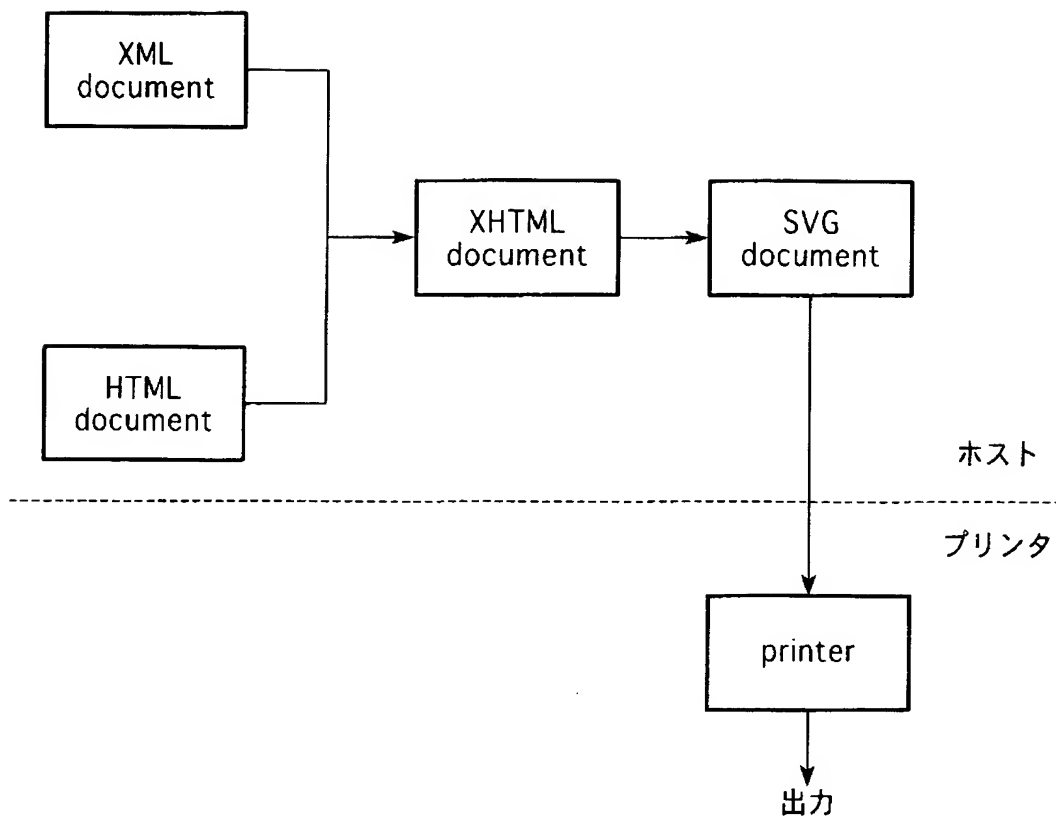 XML
document
XHTML
document
SVG
document
HTML
document
ホスト
プリンタ
printer
出力